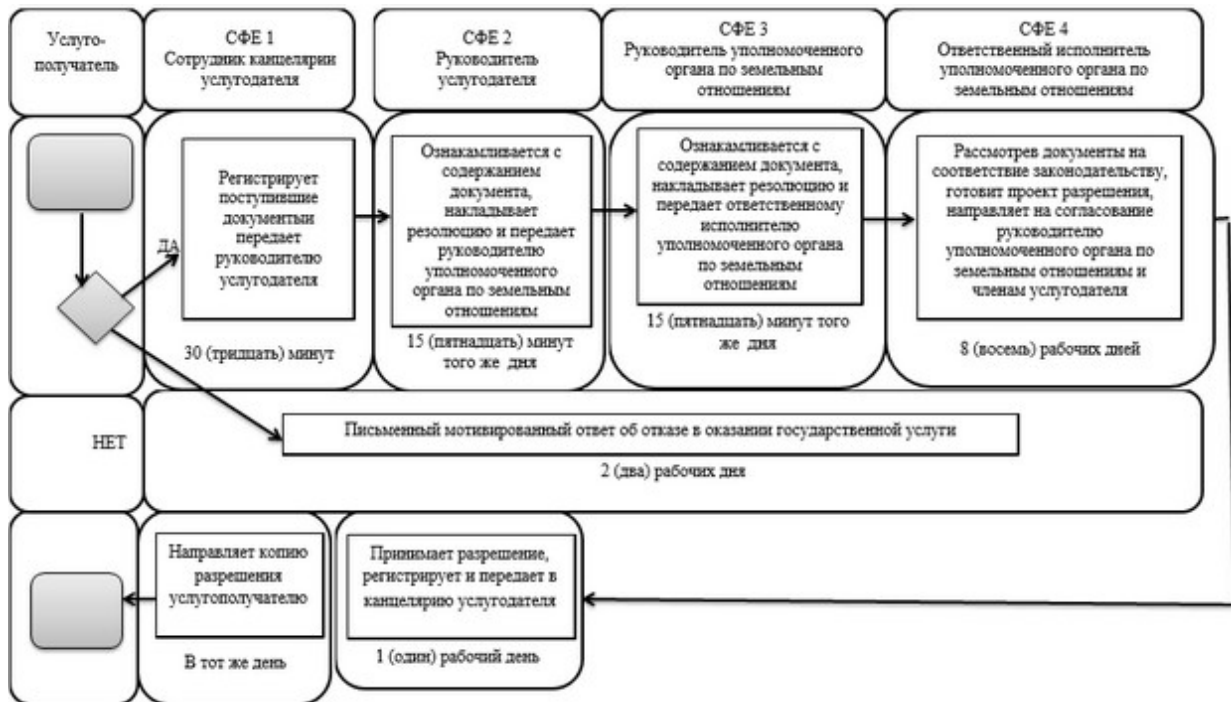 Услуго-
получатель
СФЕ 1
Сотрудник канцелярии
услугодателя
СФЕ 2
Руководитель
услугодателя
СФЕ 3
Руководитель уполномоченного
органа по земельным
отношениям
СФЕ 4
Ответственный исполнитель
уполномоченного органа по
земельным отношениям
ДА
Регистрирует
поступившие
документыи
передает
руководителю
услугодателя
30 (тридцать) минут
Ознакамливается с
содержанием
документа,
накладывает
резолюцию и передает
руководителю
уполномоченного
органа по земельным
отношениям
15 (пятнадцать) минут
того же дня
Ознакамливается с
содержанием документа,
накладывает резолюцию и
передает ответственному
исполнителю
уполномоченного органа
по земельным
отношениям
15 (пятнадцать) минут того
же дня
Рассмотрев документы на
соответствие законодательству,
готовит проект разрешения,
направляет на согласование
руководителю
уполномоченного органа по
земельным отношениям и
членам услугодателя
8 (восемь) рабочих дней
НЕТ
Письменный мотивированный ответ об отказе в оказании государственной услуги
2 (два) рабочих дня
Направляет копию
разрешения
услугополучателю
В тот же день
Принимает разрешение,
регистрирует и передает в
канцелярию услугодателя
1 (один) рабочий день